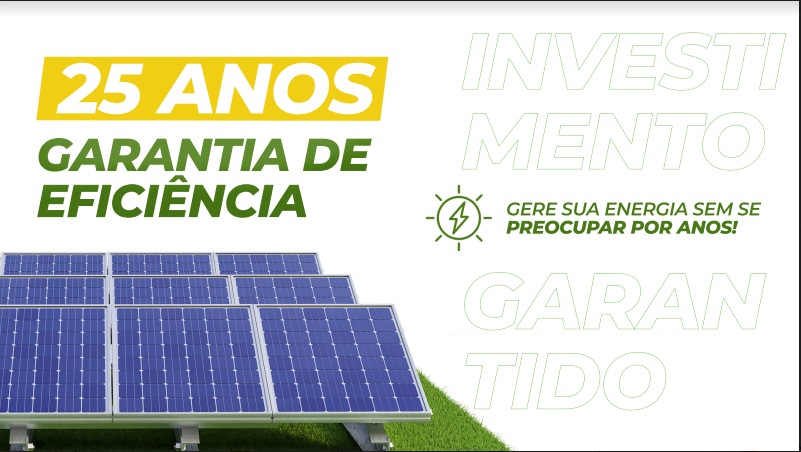 25 ANOS
GARANTIA DE
EFICIÊNCIA
INVESTI
MENTO
GERE SUA ENERGIA SEM SE
PREOCUPAR POR ANOS!
GARAN
TIDO